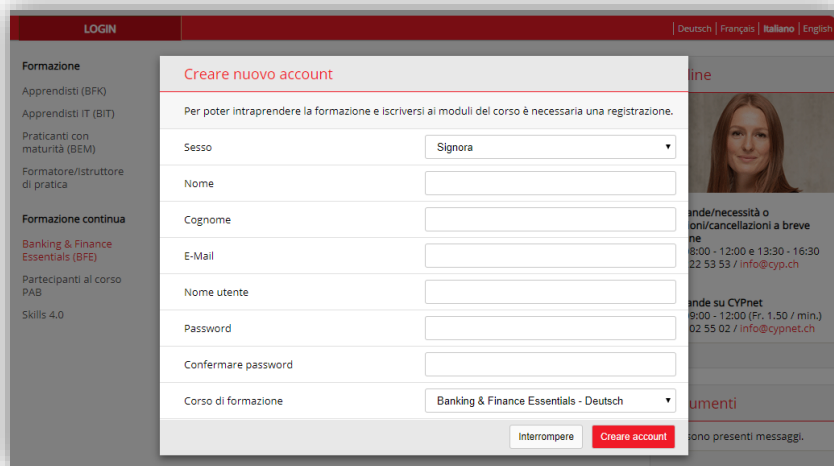 LOGIN
Deutsch | Français | Italiano | English
Formazione
Apprendisti (BFK)
Apprendisti IT (BIT)
Praticanti con
maturità (BEM)
Formatore/istruttore
di pratica
Formazione continua
Banking & Finance
Essentials (BFE)
Partecipanti al corso
PAB
Skills 4.0
Creare nuovo account
Per poter intraprendere la formazione e iscriversi ai moduli del corso è necessaria una registrazione.
Sesso
Signora
Nome
Cognome
E-Mail
Nome utente
Password
Confermare password
Corso di formazione
Banking & Finance Essentials - Deutsch
Interrompere
Creare account
line
ande/necessità o
oni/cancellazioni a breve
ne
8:00 - 12:00 e 13:30 - 16:30
22 53 53 / info@cyp.ch
ande su CYPnet
9:00 - 12:00 (Fr. 1.50 / min.)
02 55 02 / info@cypnet.ch
umenti
sono presenti messaggi.